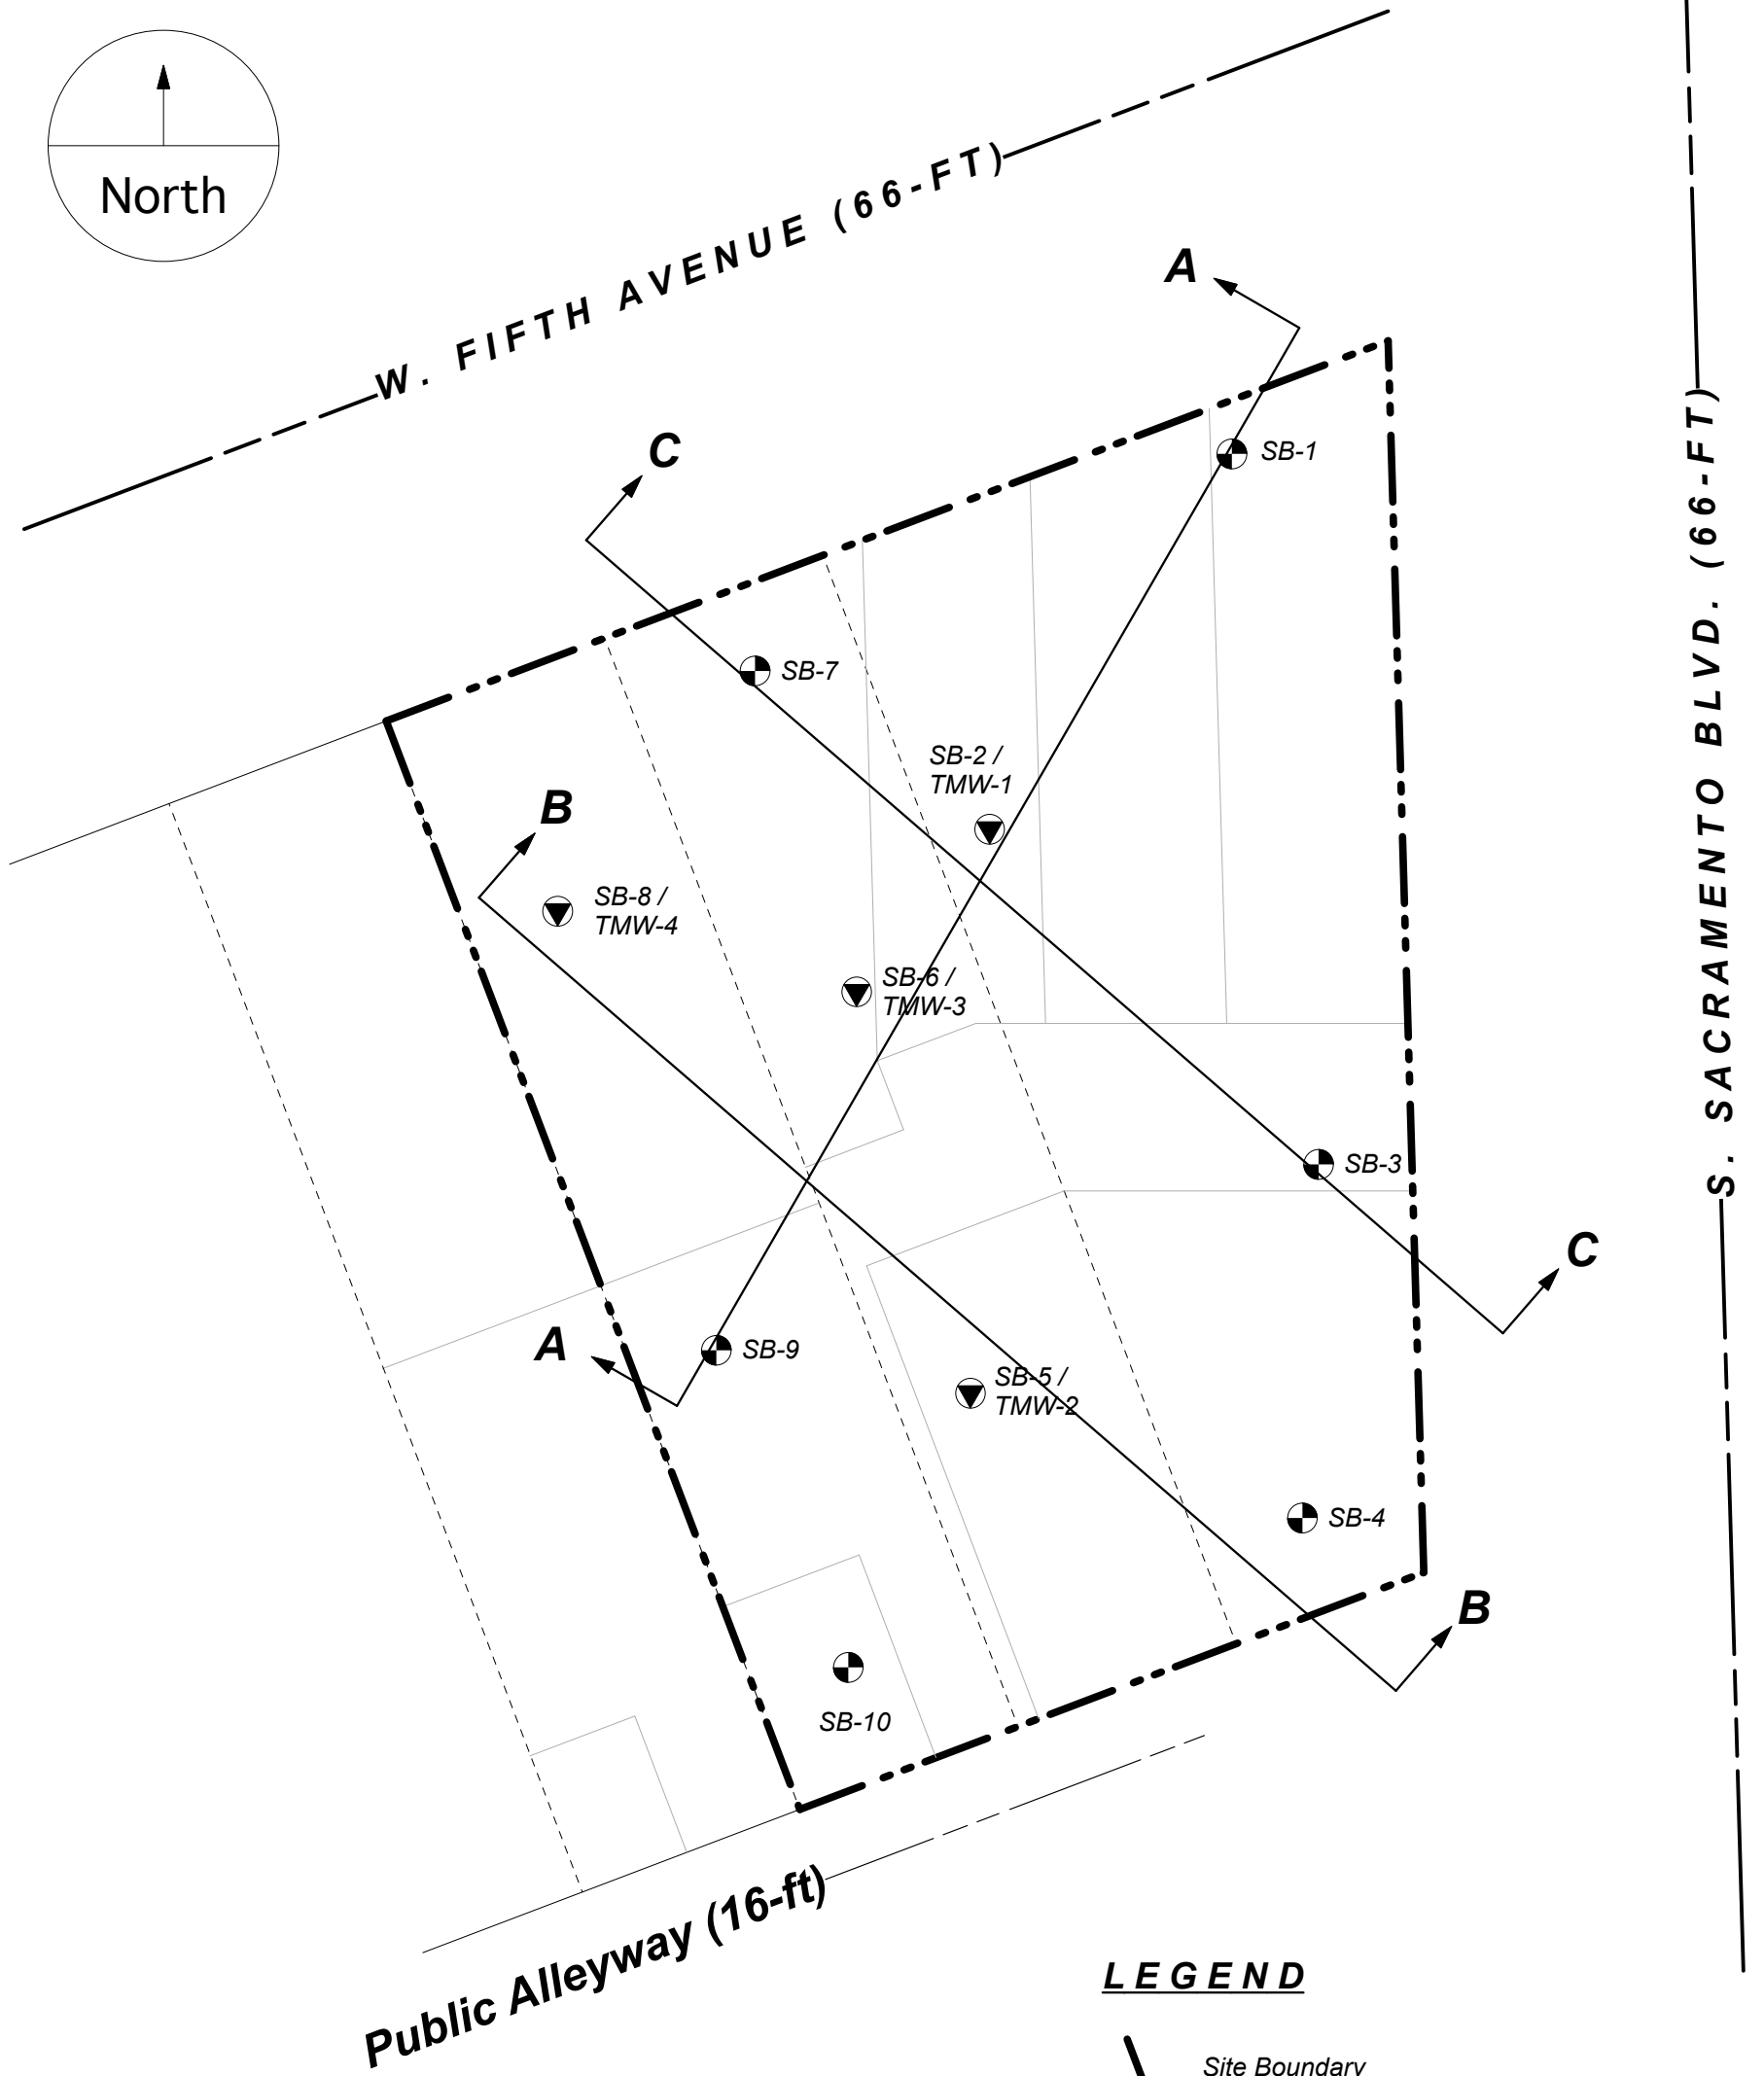 North
W. FIFTH AVENUE (66-FT)
A
C
SB-1
S. SACRAMENTO BLVD. (66-FT)
SB-7
SB-2 /
TMW-1
B
SB-8 /
TMW-4
SB-6 /
TMW-3
SB-3
C
A
SB-9
SB-5 /
TMW-2
SB-4
B
SB-10
Public Alleyway (16-ft)
LEGEND
Site Boundary